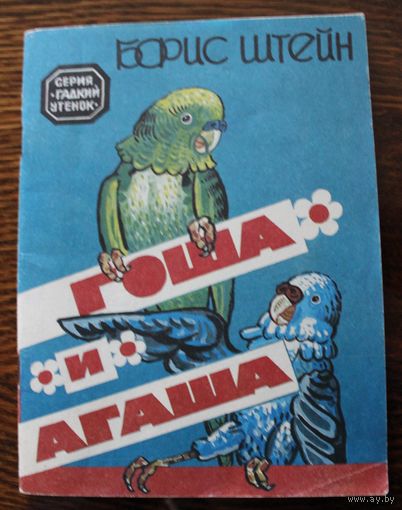 БОРИС ШТЕЙН
СЕРИЯ
·ГАДКИЙ
УТЕНОК·
ГОША
И
АГАША
www.ay.by